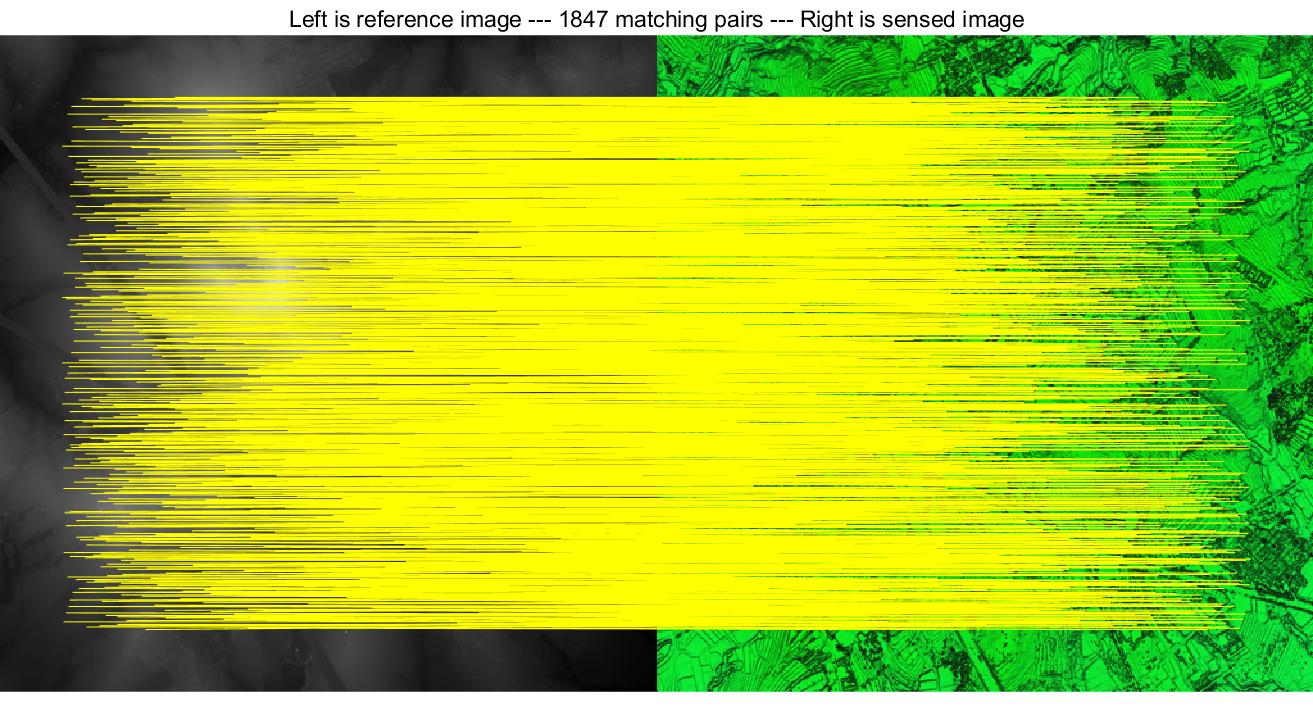 Left is reference image --- 1847 matching pairs --- Right is sensed image